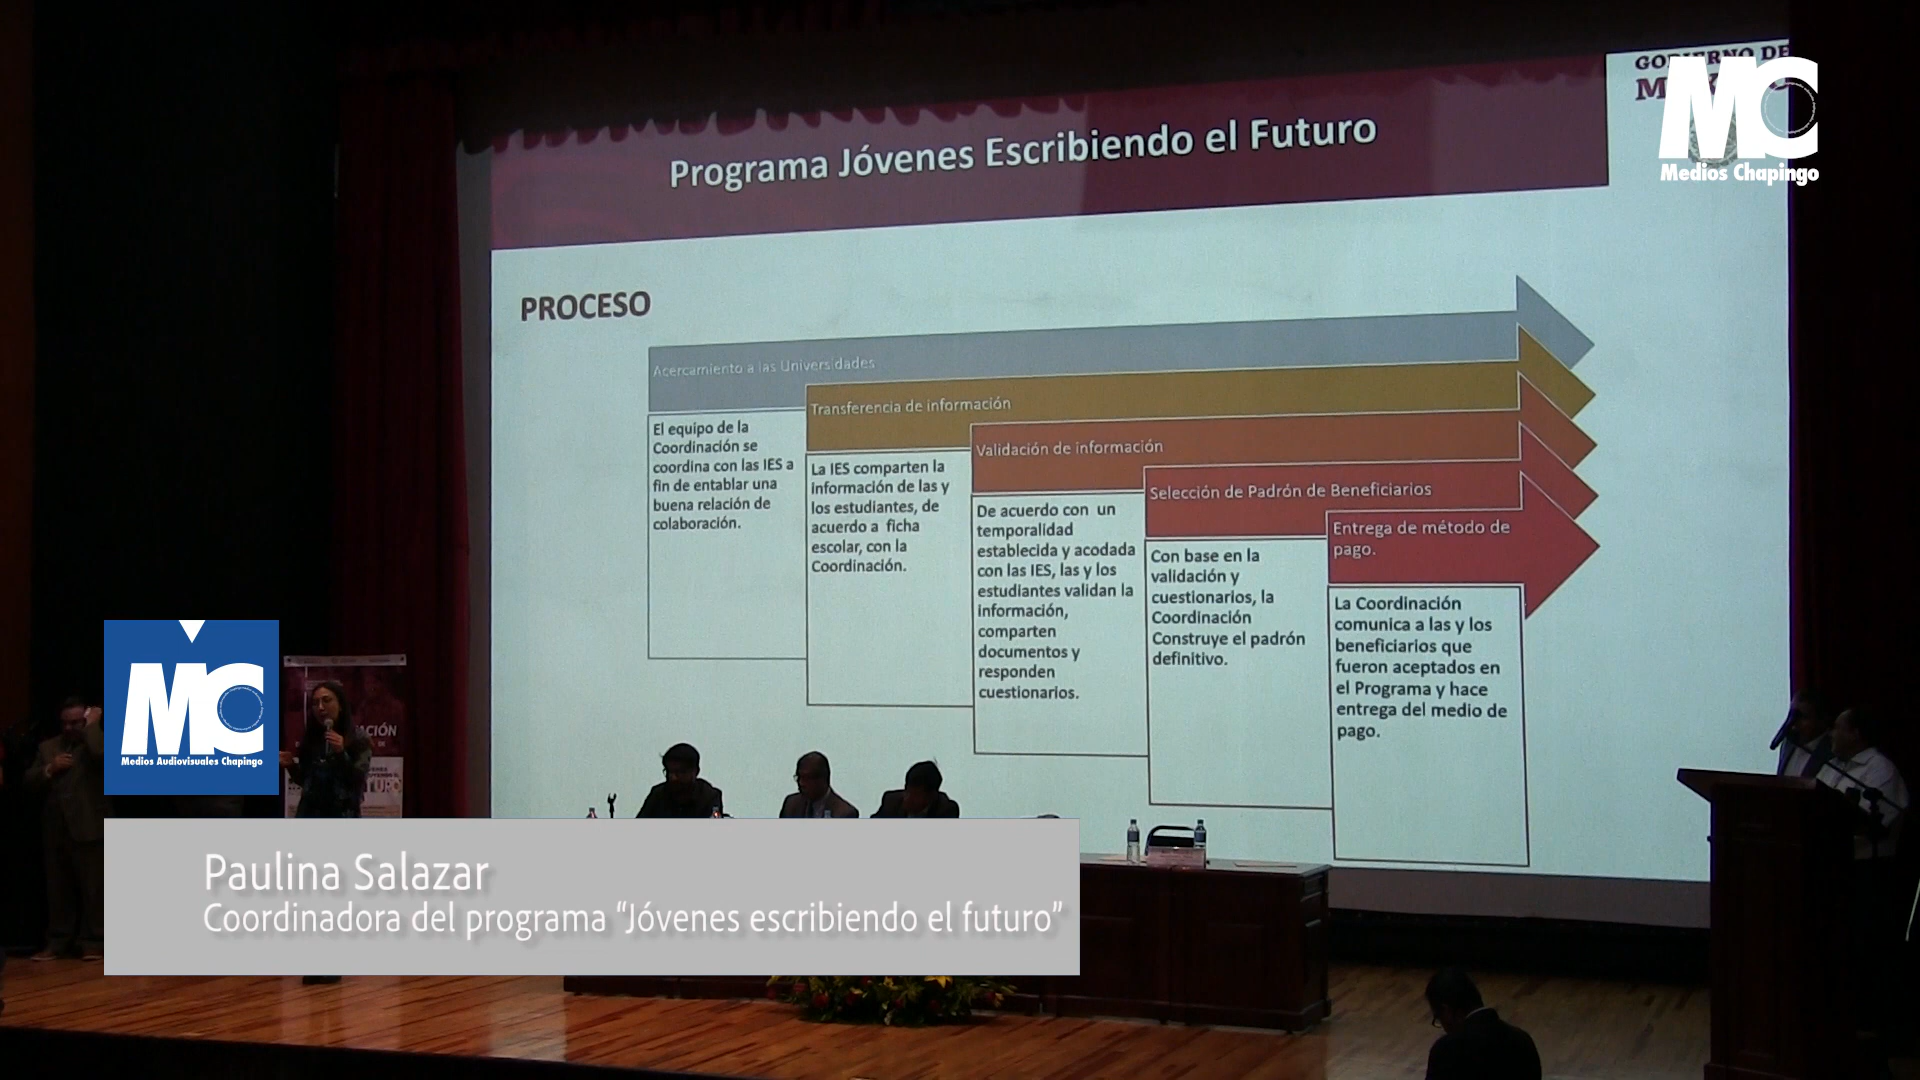 GOBIERNO DE
MC
Medios Chapingo
Programa Jóvenes Escribiendo el Futuro
PROCESO
Acercamiento a las Universidades
El equipo de la
Coordinación se
coordina con las IES a
fin de entablar una
buena relación de
colaboración.
Transferencia de información
La IES comparten la
información de las y
los estudiantes, de
acuerdo a ficha
escolar, con la
Coordinación.
Validación de información
De acuerdo con un
temporalidad
establecida y acodada
con las IES, las y los
estudiantes validan la
información,
comparten
documentos y
responden
cuestionarios.
Selección de Padrón de Beneficiarios
Con base en la
validación y
cuestionarios, la
Coordinación
Construye el padrón
definitivo.
Entrega de método de
pago.
La Coordinación
comunica a las y los
beneficiarios que
fueron aceptados en
el Programa y hace
entrega del medio de
pago.
MC
Medios Audiovisuales Chapingo
Paulina Salazar
Coordinadora del programa “Jóvenes escribiendo el futuro”